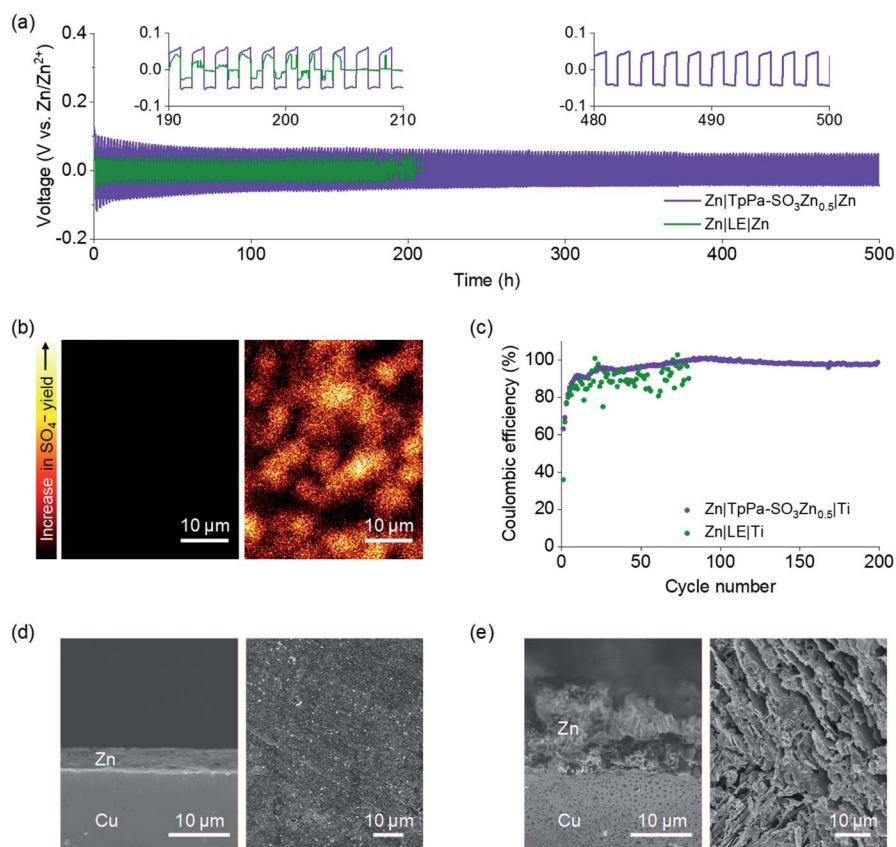 (a)
0.1
0.0
-0.1
190
200
210
0.1
0.0
-0.1
480
490
500
Voltage (V vs. Zn/Zn²⁺)
0.4
0.2
0.0
-0.2
Zn|TpPa-SO₃Zn₀.₅|Zn
Zn|LE|Zn
0
100
200
300
400
500
Time (h)
(b)
Increase in SO₄⁻ yield
10 µm
10 µm
(c)
Coulombic efficiency (%)
100
80
60
40
20
0
Zn|TpPa-SO₃Zn₀.₅|Ti
Zn|LE|Ti
0
50
100
150
200
Cycle number
(d)
Zn
Cu
10 µm
10 µm
(e)
Zn
Cu
10 µm
10 µm